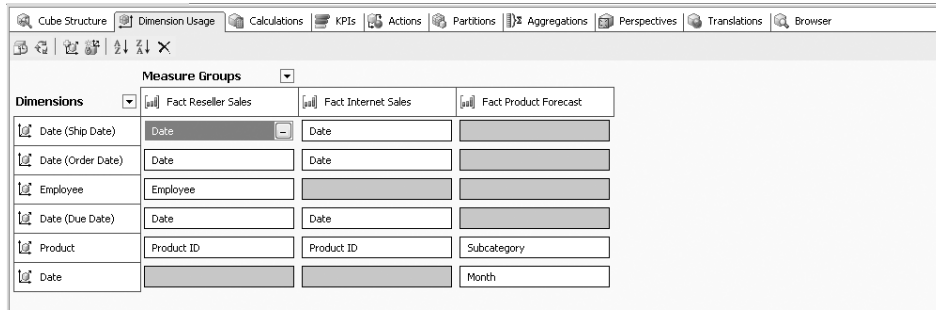 Cube Structure Dimension Usage Calculations KPIs Actions Partitions Aggregations Perspectives Translations Browser
Measure Groups
Dimensions Fact Reseller Sales Fact Internet Sales Fact Product Forecast
Date (Ship Date) Date Date
Date (Order Date) Date Date
Employee Employee
Date (Due Date) Date Date
Product Product ID Product ID Subcategory
Date Month